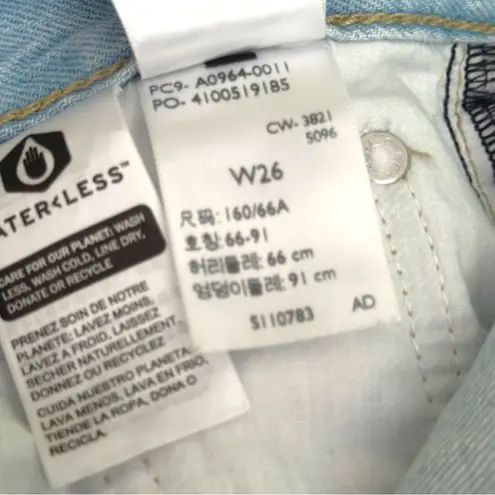 PC9- A0964-0011
PO- 4100519185
CW- 3821
5096
W26
尺码: 160/66A
호칭: 66-91
허리둘레: 66 cm
엉덩이둘레: 91 cm
AD
5110783
ATER<LESS™
CARE FOR OUR PLANET: WASH
LESS, WASH COLD, LINE DRY,
DONATE OR RECYCLE
PRENEZ SOIN DE NOTRE
PLANETE: LAVEZ MOINS,
LAVEZ A FROID, LAISSEZ
SECHER NATURELLEMENT,
DONNEZ OU RECYCLEZ
CUIDA NUESTRO PLANETA:
LAVA MENOS, LAVA EN FRIO,
TIENDE LA ROPA, DONA O
RECICLA.